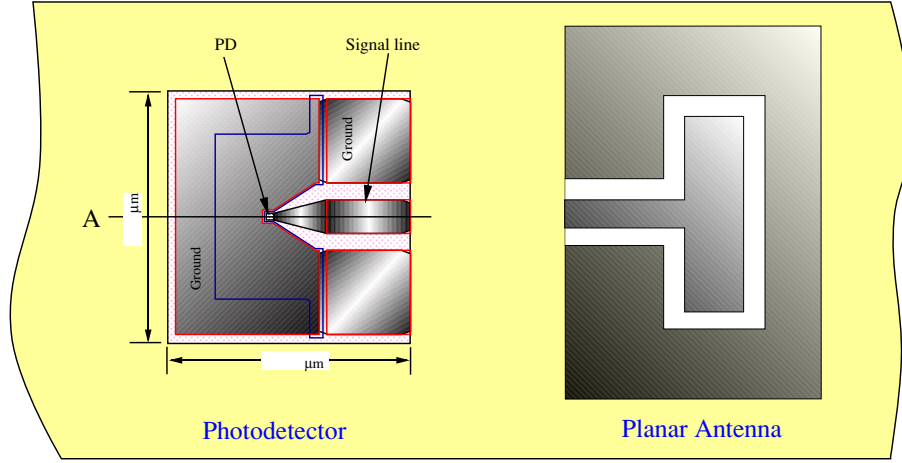 PD
Signal line
Ground
A
μm
Ground
μm
Photodetector
Planar Antenna